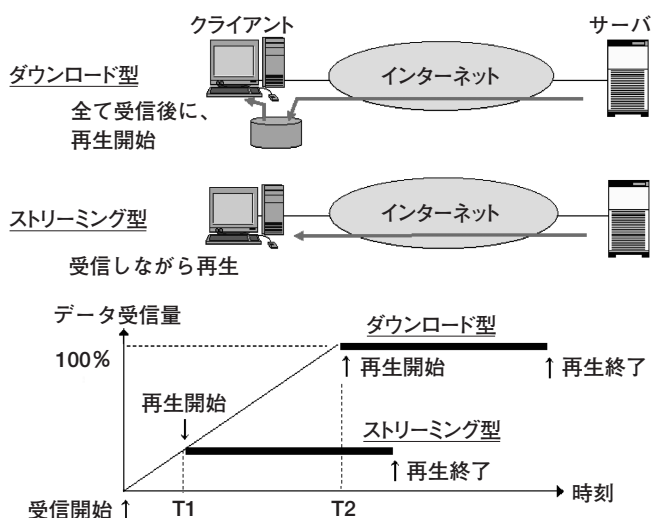 クライアント
サーバ
ダウンロード型
インターネット
全て受信後に、
再生開始
ストリーミング型
インターネット
受信しながら再生
データ受信量
ダウンロード型
100%
↑ 再生開始
↑ 再生終了
再生開始
↓
ストリーミング型
↑ 再生終了
時刻
受信開始 ↑
T1
T2